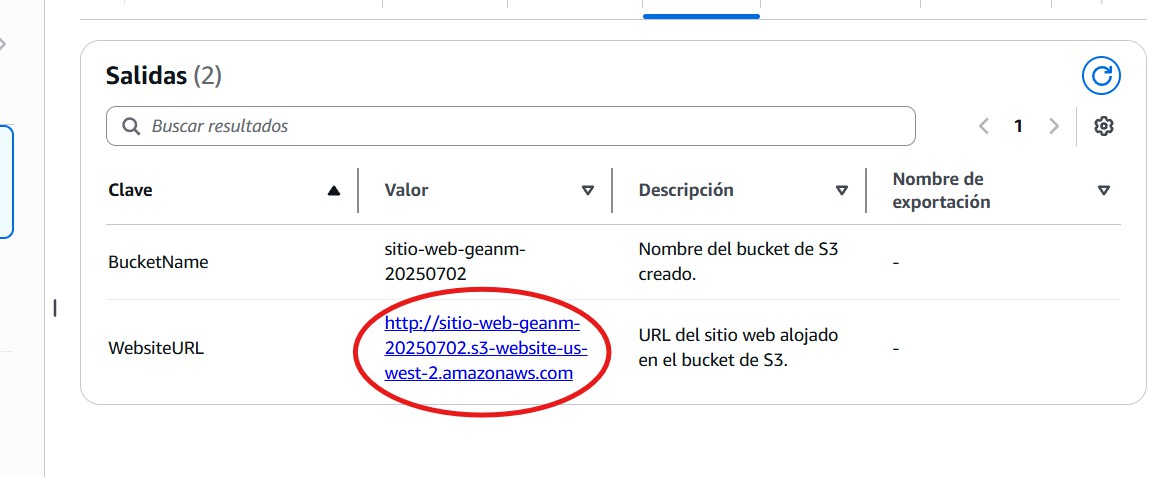 Salidas (2)
Buscar resultados
1
Clave
Valor
Descripción
Nombre de
exportación
BucketName
sitio-web-geanm-
20250702
Nombre del bucket de S3
creado.
-
WebsiteURL
http://sitio-web-geanm-
20250702.s3-website-us-
west-2.amazonaws.com
URL del sitio web alojado
en el bucket de S3.
-